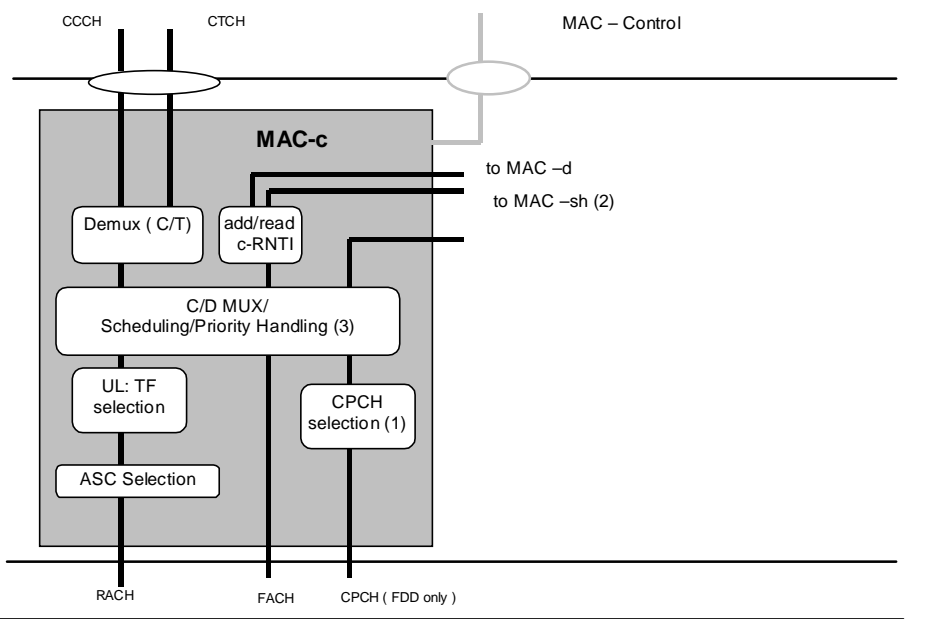 CCCH
CTCH
MAC – Control
MAC-c
to MAC –d
to MAC –sh (2)
Demux ( C/T)
add/read
c-RNTI
C/D MUX/
Scheduling/Priority Handling (3)
UL: TF
selection
CPCH
selection (1)
ASC Selection
RACH
FACH
CPCH ( FDD only )